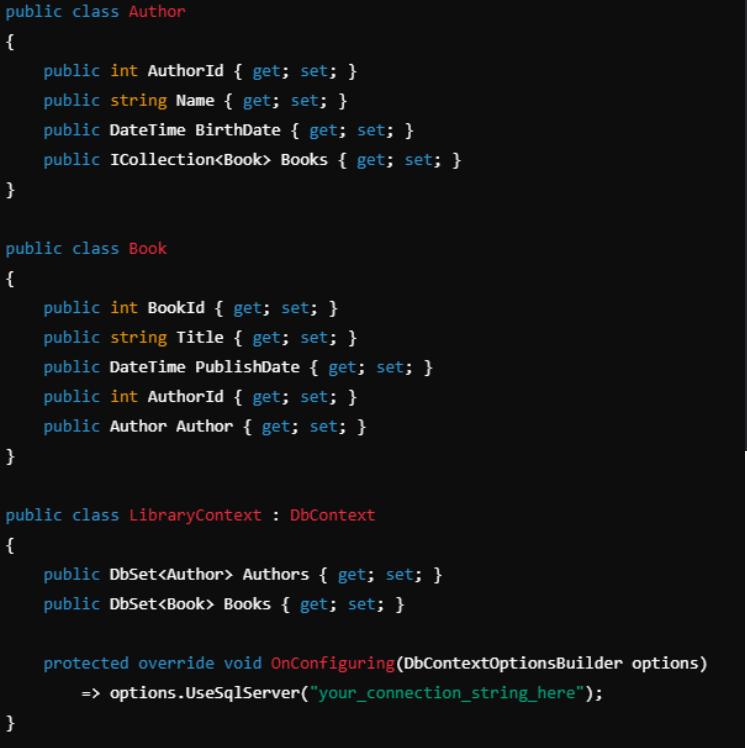 public class Author
{
    public int AuthorId { get; set; }
    public string Name { get; set; }
    public DateTime BirthDate { get; set; }
    public ICollection<Book> Books { get; set; }
}

public class Book
{
    public int BookId { get; set; }
    public string Title { get; set; }
    public DateTime PublishDate { get; set; }
    public int AuthorId { get; set; }
    public Author Author { get; set; }
}

public class LibraryContext : DbContext
{
    public DbSet<Author> Authors { get; set; }
    public DbSet<Book> Books { get; set; }

    protected override void OnConfiguring(DbContextOptionsBuilder options)
        => options.UseSqlServer("your_connection_string_here");
}